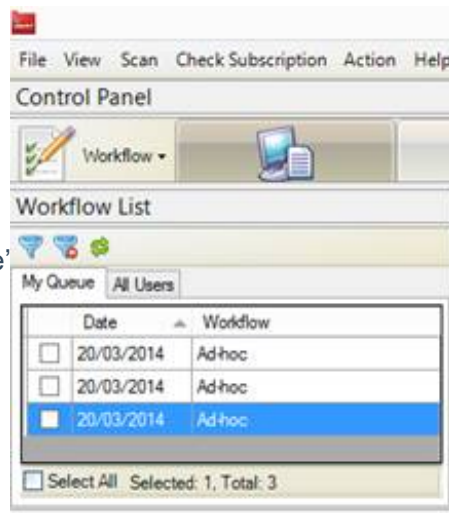 File View Scan Check Subscription Action Help
Control Panel
Workflow
Workflow List
e’
My Queue All Users
Date Workflow
20/03/2014 Ad-hoc
20/03/2014 Ad-hoc
20/03/2014 Ad-hoc
Select All Selected: 1, Total: 3